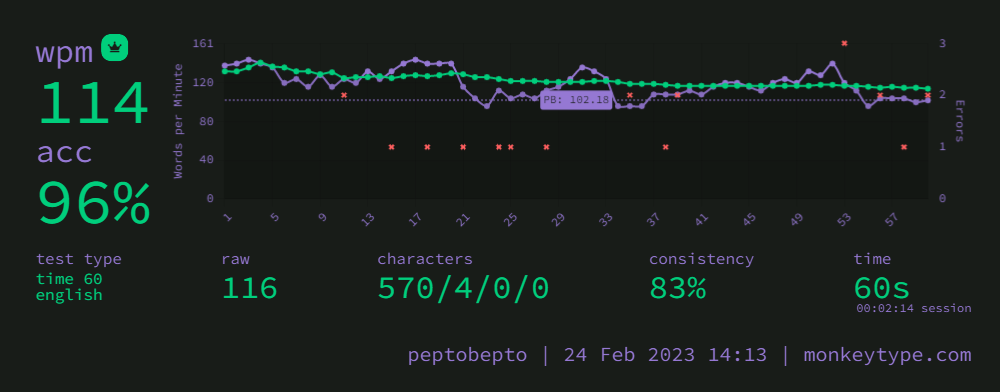 wpm
114
acc
96%
Words per Minute
161
120
80
40
0
PB: 102.18
3
2
1
0
Errors
1 5 9 13 17 21 25 29 33 37 41 45 49 53 57
test type
time 60
english
raw
116
characters
570/4/0/0
consistency
83%
time
60s
00:02:14 session
peptobepto | 24 Feb 2023 14:13 | monkeytype.com